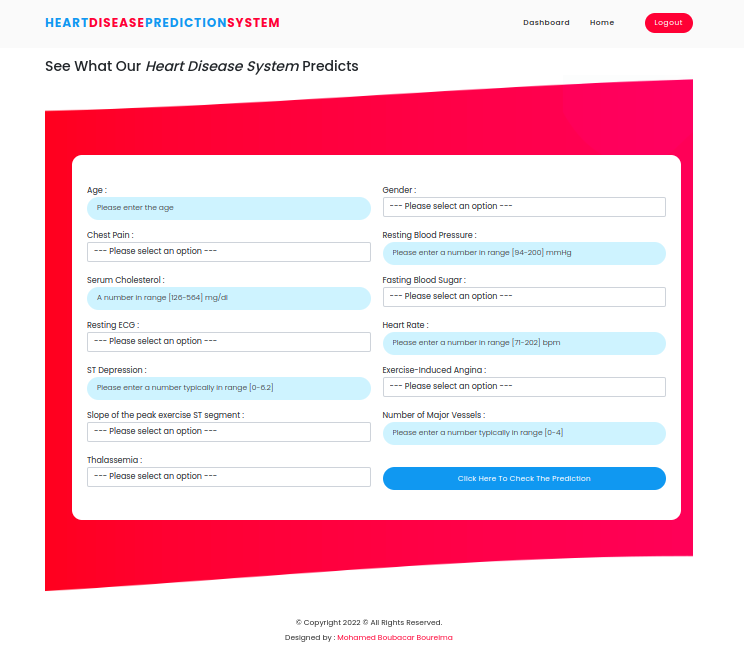 HEARTDISEASEPREDICTIONSYSTEM
Dashboard Home Logout
See What Our Heart Disease System Predicts
Age :
Please enter the age
Gender :
--- Please select an option ---
Chest Pain :
--- Please select an option ---
Resting Blood Pressure :
Please enter a number in range [94-200] mmHg
Serum Cholesterol :
A number in range [126-564] mg/dl
Fasting Blood Sugar :
--- Please select an option ---
Resting ECG :
--- Please select an option ---
Heart Rate :
Please enter a number in range [71-202] bpm
ST Depression :
Please enter a number typically in range [0-6.2]
Exercise-Induced Angina :
--- Please select an option ---
Slope of the peak exercise ST segment :
--- Please select an option ---
Number of Major Vessels :
Please enter a number typically in range [0-4]
Thalassemia :
--- Please select an option ---
Click Here To Check The Prediction
© Copyright 2022 © All Rights Reserved.
Designed by : Mohamed Boubacar Boureima